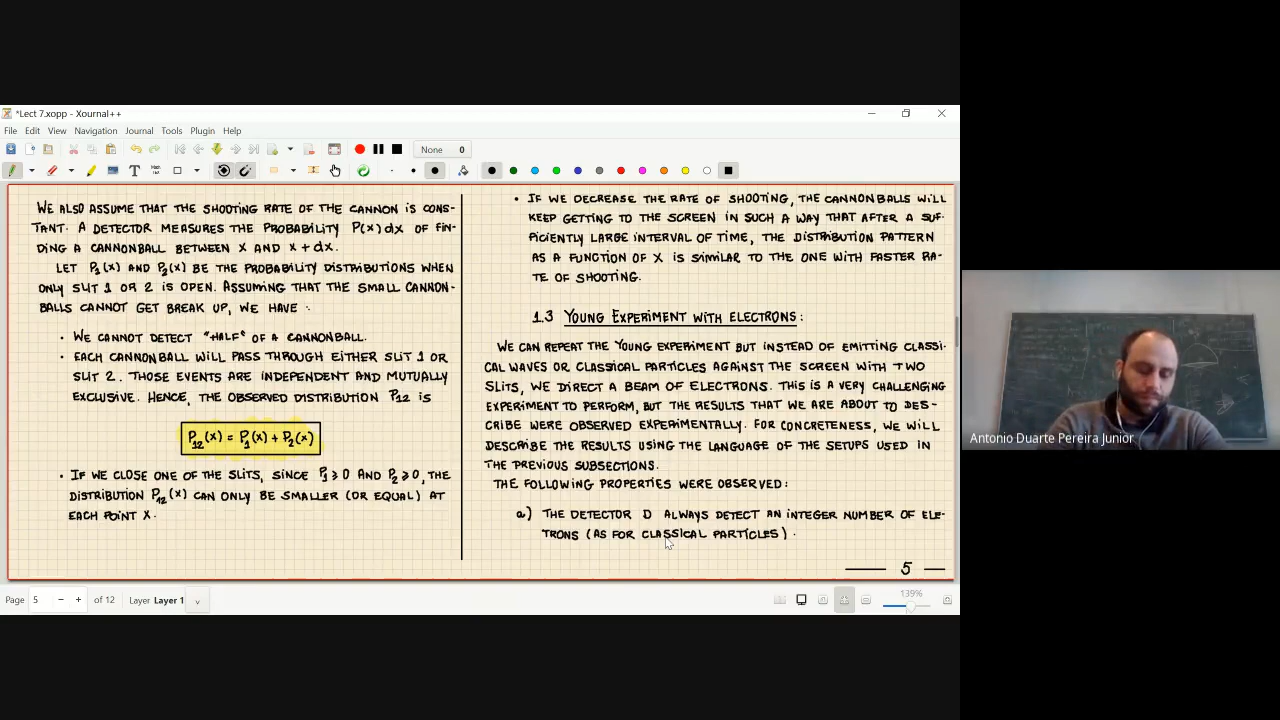 *Lect 7.xopp - Xournal++
File Edit View Navigation Journal Tools Plugin Help
None 0
WE ALSO ASSUME THAT THE SHOOTING RATE OF THE CANNON IS CONS-
TANT. A DETECTOR MEASURES THE PROBABILITY P(x)dx OF FIN-
DING A CANNONBALL BETWEEN X AND X+dX.
LET P₁(x) AND P₂(x) BE THE PROBABILITY DISTRIBUTIONS WHEN
ONLY SLIT 1 OR 2 IS OPEN. ASSUMING THAT THE SMALL CANNON-
BALLS CANNOT GET BREAK UP, WE HAVE :
• WE CANNOT DETECT "HALF" OF A CANNONBALL.
• EACH CANNONBALL WILL PASS THROUGH EITHER SLIT 1 OR
SLIT 2. THOSE EVENTS ARE INDEPENDENT AND MUTUALLY
EXCLUSIVE. HENCE, THE OBSERVED DISTRIBUTION P12 IS
P₁₂(x) = P₁(x) + P₂(x)
• IF WE CLOSE ONE OF THE SLITS, SINCE P₁ ≥ 0 AND P₂ ≥ 0, THE
DISTRIBUTION P₁₂(x) CAN ONLY BE SMALLER (OR EQUAL) AT
EACH POINT X.
• IF WE DECREASE THE RATE OF SHOOTING, THE CANNONBALLS WILL
KEEP GETTING TO THE SCREEN IN SUCH A WAY THAT AFTER A SUF-
FICIENTLY LARGE INTERVAL OF TIME, THE DISTRIBUTION PATTERN
AS A FUNCTION OF X IS SIMILAR TO THE ONE WITH FASTER RA-
TE OF SHOOTING.
1.3 YOUNG EXPERIMENT WITH ELECTRONS:
WE CAN REPEAT THE YOUNG EXPERIMENT BUT INSTEAD OF EMITTING CLASSI-
CAL WAVES OR CLASSICAL PARTICLES AGAINST THE SCREEN WITH TWO
SLITS, WE DIRECT A BEAM OF ELECTRONS. THIS IS A VERY CHALLENGING
EXPERIMENT TO PERFORM, BUT THE RESULTS THAT WE ARE ABOUT TO DES-
CRIBE WERE OBSERVED EXPERIMENTALLY. FOR CONCRETENESS, WE WILL
DESCRIBE THE RESULTS USING THE LANGUAGE OF THE SETUPS USED IN
THE PREVIOUS SUBSECTIONS.
THE FOLLOWING PROPERTIES WERE OBSERVED:
a) THE DETECTOR D ALWAYS DETECT AN INTEGER NUMBER OF ELE-
TRONS (AS FOR CLASSICAL PARTICLES).
5
Page 5 of 12 Layer Layer 1
139%
Antonio Duarte Pereira Junior